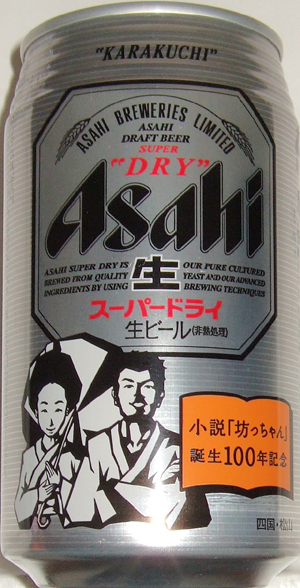 "KARAKUCHI"
ASAHI BREWERIES LIMITED
ASAHI
DRAFT BEER
SUPER
"DRY"
Asahi
ASAHI SUPER DRY IS
BREWED FROM QUALITY
INGREDIENTS BY USING
生
OUR PURE CULTURED
YEAST AND OUR ADVANCED
BREWING TECHNIQUES
スーパードライ
生ビール(非熱処理)
小説「坊っちゃん」
誕生100年記念
四国・松山